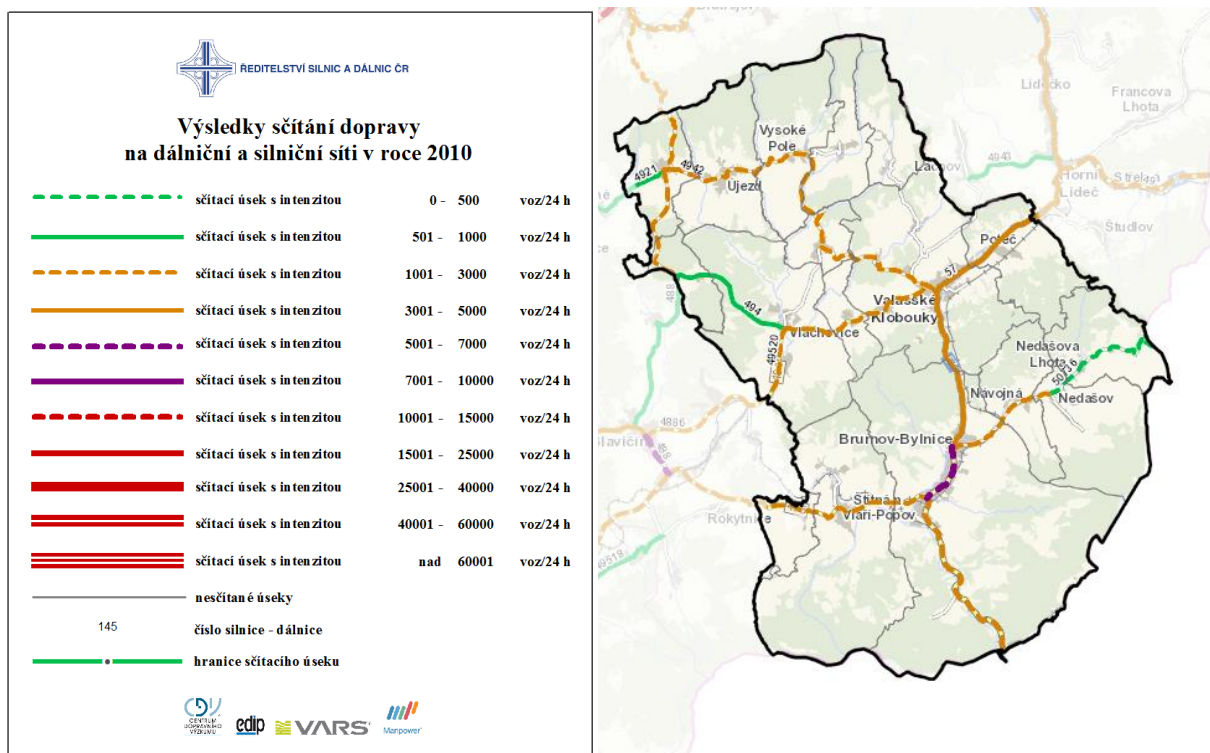 ŘEDITELSTVÍ SILNIC A DÁLNIC ČR
Výsledky sčítání dopravy
na dálniční a silniční síti v roce 2010
sčítací úsek s intenzitou 0 - 500 voz/24 h
sčítací úsek s intenzitou 501 - 1000 voz/24 h
sčítací úsek s intenzitou 1001 - 3000 voz/24 h
sčítací úsek s intenzitou 3001 - 5000 voz/24 h
sčítací úsek s intenzitou 5001 - 7000 voz/24 h
sčítací úsek s intenzitou 7001 - 10000 voz/24 h
sčítací úsek s intenzitou 10001 - 15000 voz/24 h
sčítací úsek s intenzitou 15001 - 25000 voz/24 h
sčítací úsek s intenzitou 25001 - 40000 voz/24 h
sčítací úsek s intenzitou 40001 - 60000 voz/24 h
sčítací úsek s intenzitou nad 60001 voz/24 h
nesčítané úseky
145 číslo silnice - dálnice
hranice sčítacího úseku
CDV
CENTRUM
DOPRAVNÍHO
VÝZKUMU
edip
VARS
Manpower
Lidečko
Francova
Lhota
Vysoké
Pole
4921
4942
Újezd
4943
Horní
Lideč
Študlov
Poteč
57
488
494
Valašské
Klobouky
Vlachovice
49520
Nedašova
Lhota
50736
Návojná
Nedašov
4886
Slavičín
488
Brumov-Bylnice
Štítná n
Vláří-Popov
Rokytnice
49518